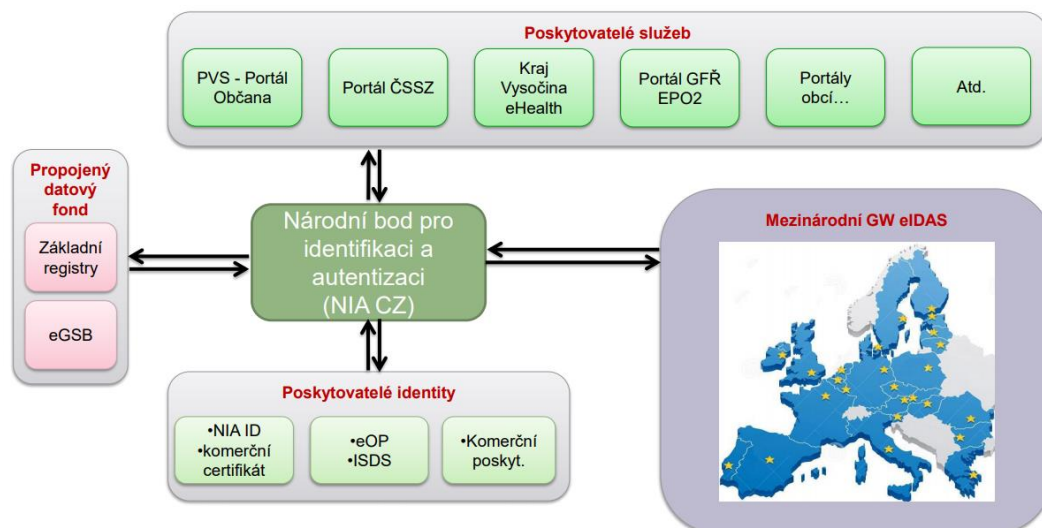 Poskytovatelé služeb
PVS - Portál
Občana
Portál ČSSZ
Kraj
Vysočina
eHealth
Portál GFŘ
EPO2
Portály
obcí…
Atd.
Propojený
datový
fond
Základní
registry
eGSB
Národní bod pro
identifikaci a
autentizaci
(NIA CZ)
Mezinárodní GW eIDAS
Poskytovatelé identity
•NIA ID
•komerční
certifikát
•eOP
•ISDS
•Komerční
poskyt.